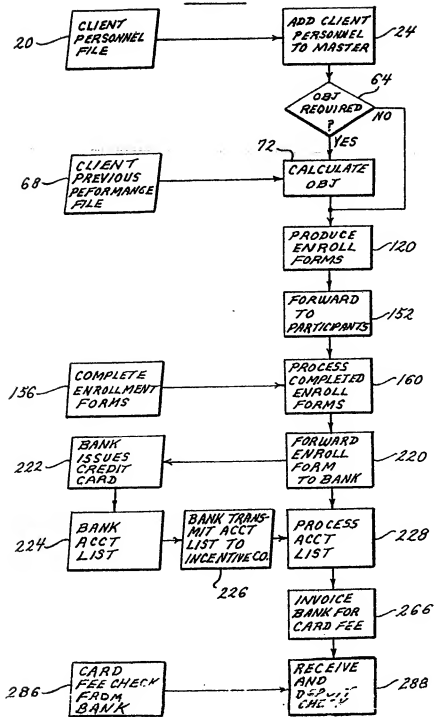 20
CLIENT
PERSONNEL
FILE
ADD CLIENT
PERSONNEL
TO MASTER
24
OBJ
REQUIRED
?
64
NO
YES
68
CLIENT
PREVIOUS
PEFORMANCE
FILE
72
CALCULATE
OBJ
PRODUCE
ENROLL
FORMS
120
FORWARD
TO
PARTICIPANTS
152
156
COMPLETE
ENROLLMENT
FORMS
PROCESS
COMPLETED
ENROLL
FORMS
160
222
BANK
ISSUES
CREDIT
CARD
FORWARD
ENROLL
FORM
TO BANK
220
224
BANK
ACCT
LIST
BANK TRANS-
MIT ACCT
LIST TO
INCENTIVE CO.
226
PROCESS
ACCT
LIST
228
INVOICE
BANK FOR
CARD FEE
266
286
CARD
FEE CHECK
FROM
BANK
RECEIVE
AND
DEPOSIT
CHECK
288